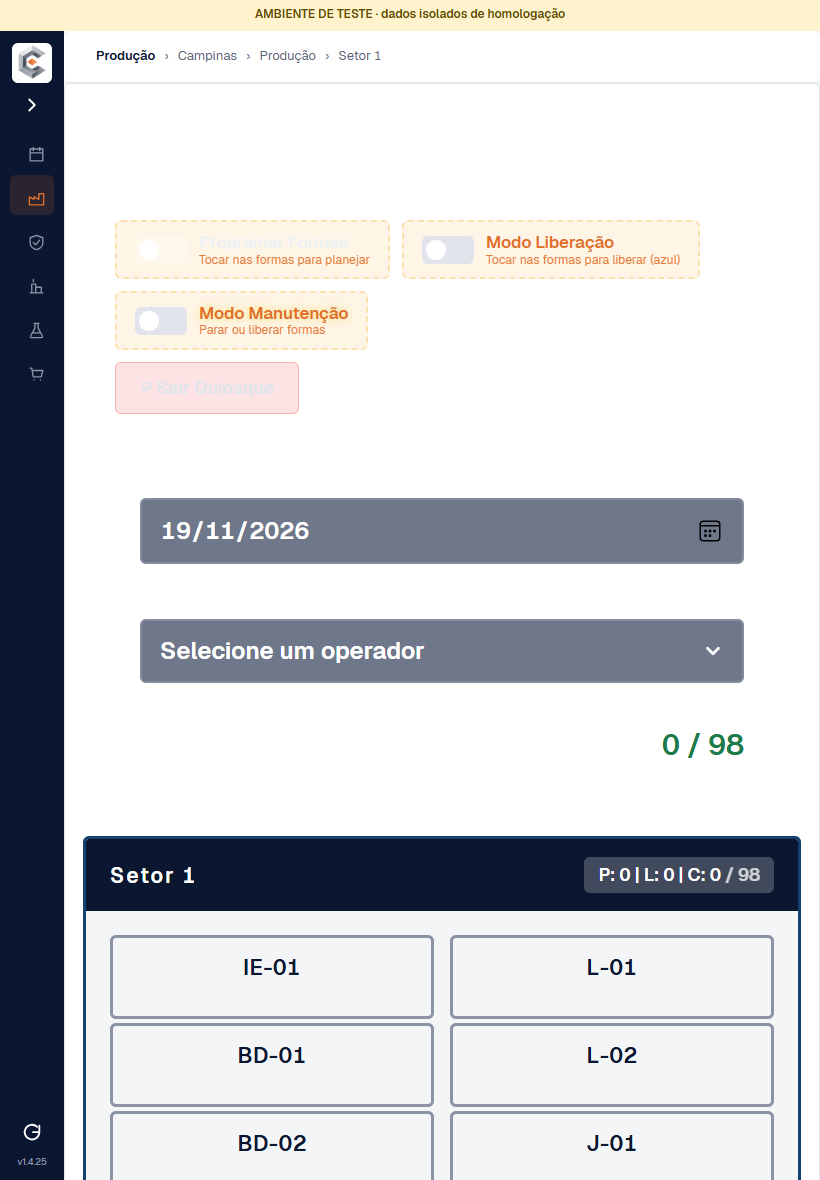 AMBIENTE DE TESTE · dados isolados de homologação
Produção › Campinas › Produção › Setor 1
Programar Formas
Tocar nas formas para planejar
Modo Liberação
Tocar nas formas para liberar (azul)
Modo Manutenção
Parar ou liberar formas
Sair Quiosque
19/11/2026
Selecione um operador
0 / 98
Setor 1
P: 0 | L: 0 | C: 0 / 98
IE-01
L-01
BD-01
L-02
BD-02
J-01
v1.4.25